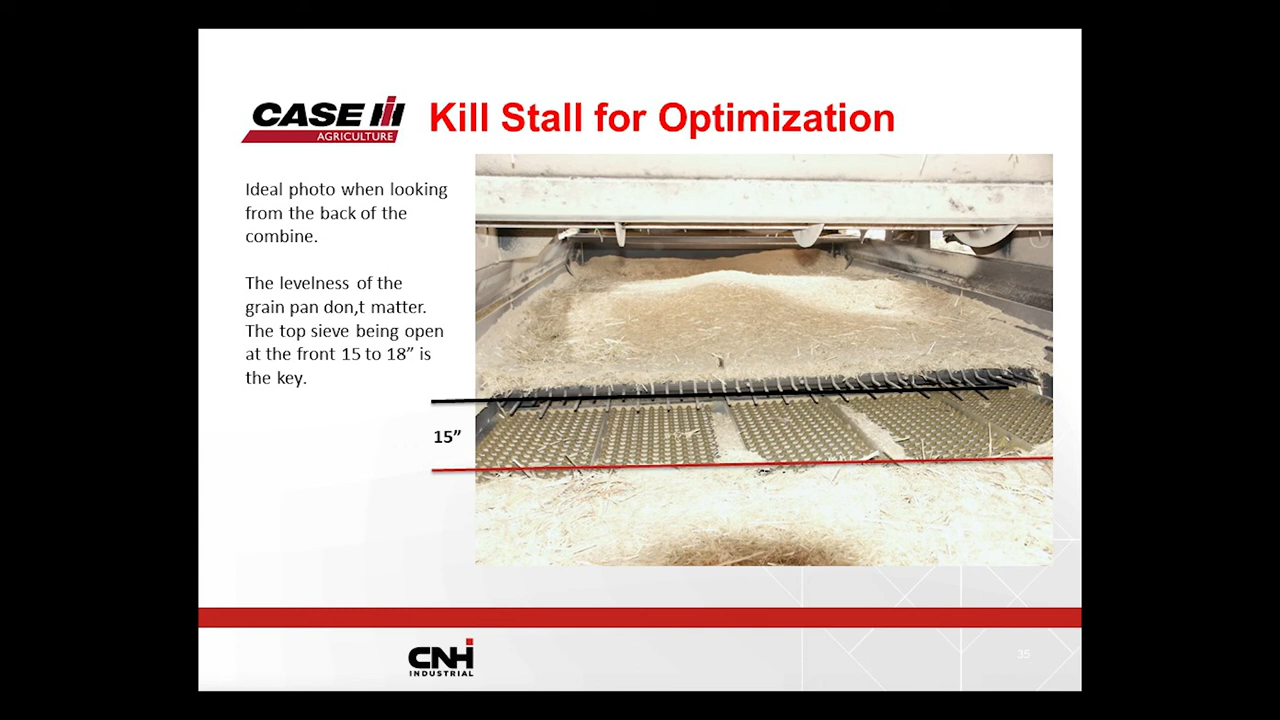 CASE IH
AGRICULTURE
Kill Stall for Optimization
Ideal photo when looking
from the back of the
combine.
The levelness of the
grain pan don,t matter.
The top sieve being open
at the front 15 to 18” is
the key.
15”
CNH
INDUSTRIAL
35